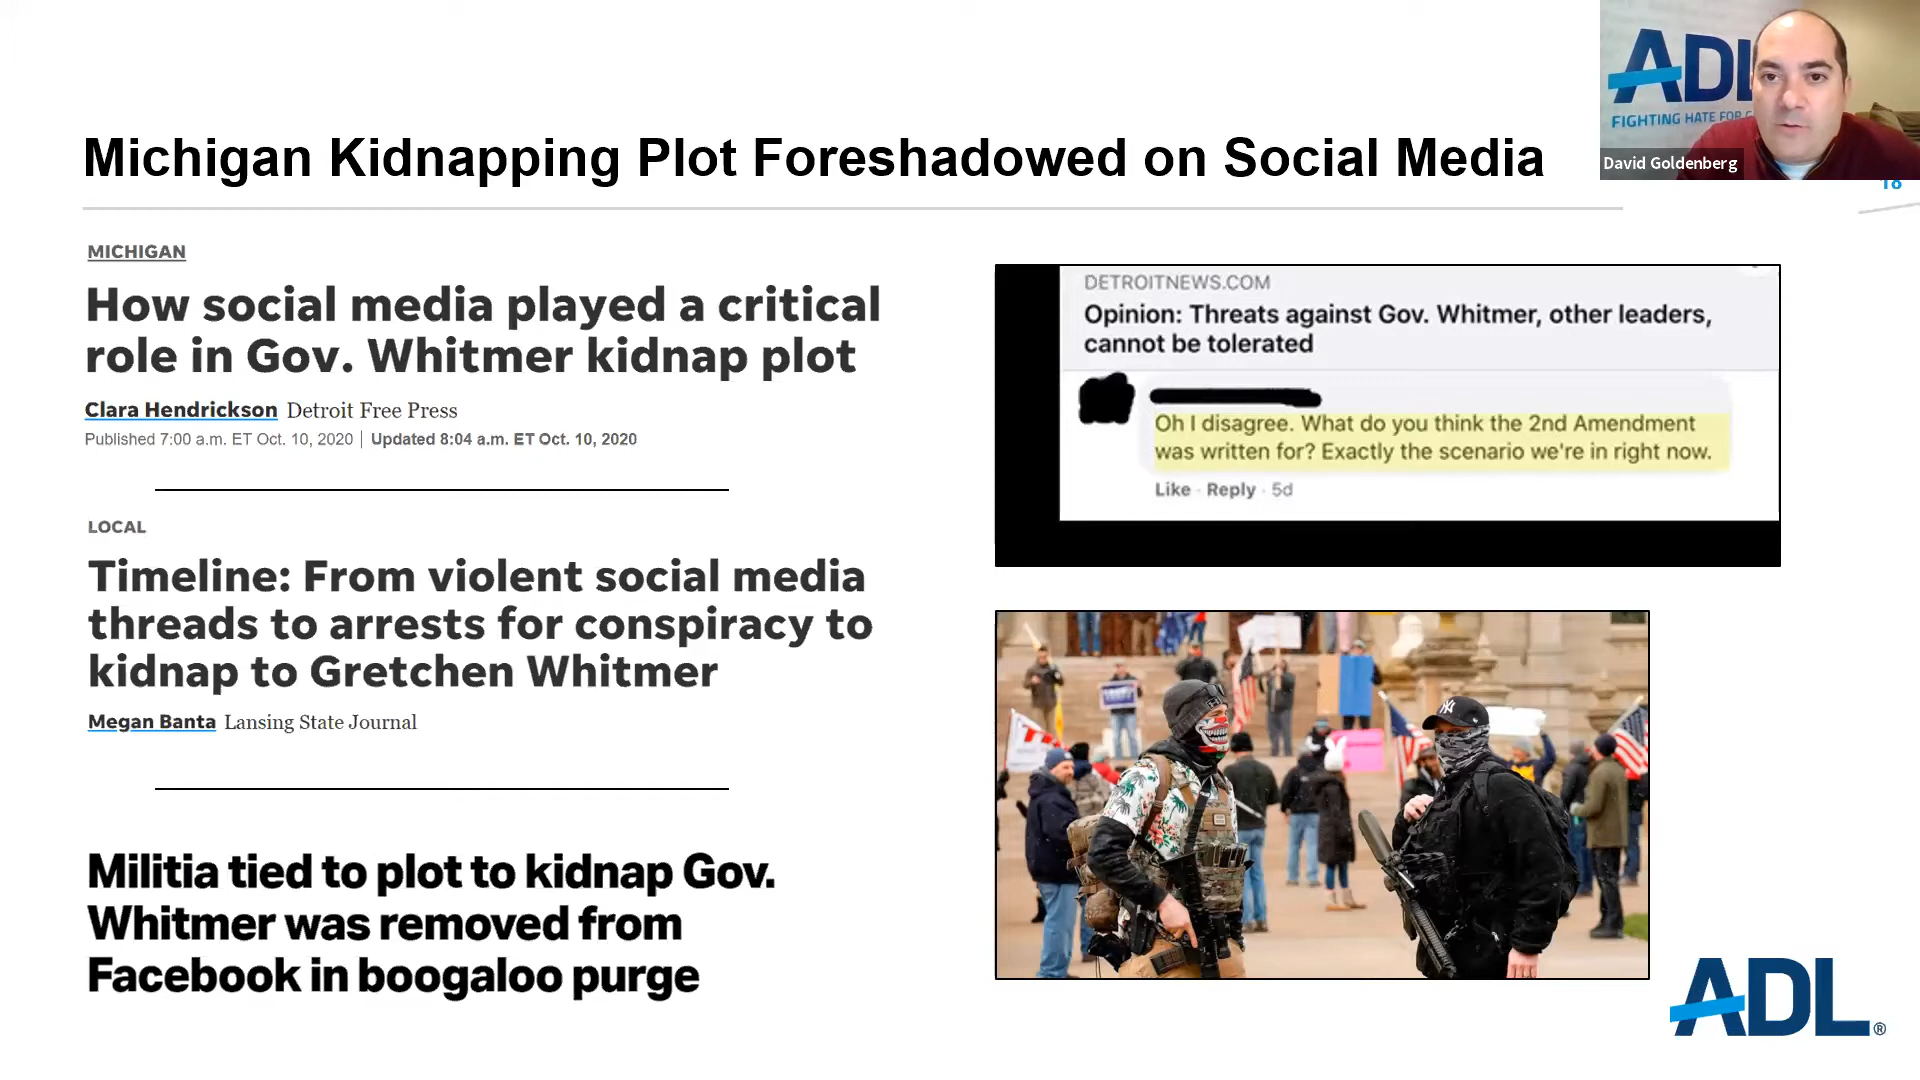 ADL
FIGHTING HATE FOR G
David Goldenberg
18
Michigan Kidnapping Plot Foreshadowed on Social Media
MICHIGAN
How social media played a critical
role in Gov. Whitmer kidnap plot
Clara Hendrickson Detroit Free Press
Published 7:00 a.m. ET Oct. 10, 2020 | Updated 8:04 a.m. ET Oct. 10, 2020
LOCAL
Timeline: From violent social media
threads to arrests for conspiracy to
kidnap to Gretchen Whitmer
Megan Banta Lansing State Journal
Militia tied to plot to kidnap Gov.
Whitmer was removed from
Facebook in boogaloo purge
DETROITNEWS.COM
Opinion: Threats against Gov. Whitmer, other leaders,
cannot be tolerated
Oh I disagree. What do you think the 2nd Amendment
was written for? Exactly the scenario we're in right now.
Like · Reply · 5d
ADL®